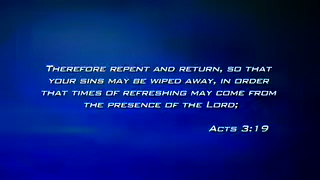 Therefore repent and return, so that
your sins may be wiped away, in order
that times of refreshing may come from
the presence of the Lord;
Acts 3:19